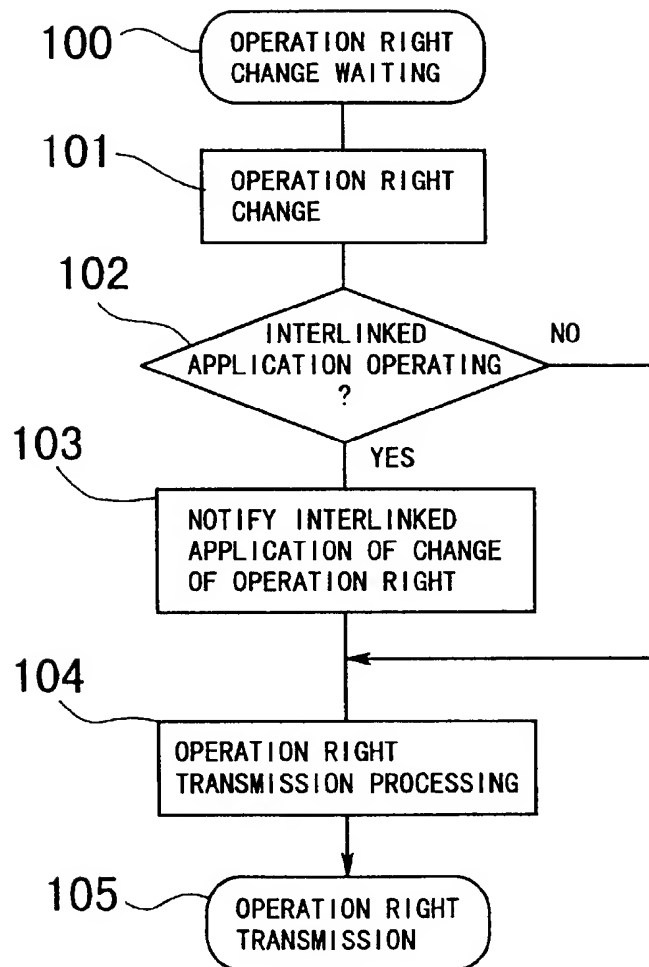 100
OPERATION RIGHT
CHANGE WAITING
101
OPERATION RIGHT
CHANGE
102
INTERLINKED
APPLICATION OPERATING
?
NO
YES
103
NOTIFY INTERLINKED
APPLICATION OF CHANGE
OF OPERATION RIGHT
104
OPERATION RIGHT
TRANSMISSION PROCESSING
105
OPERATION RIGHT
TRANSMISSION